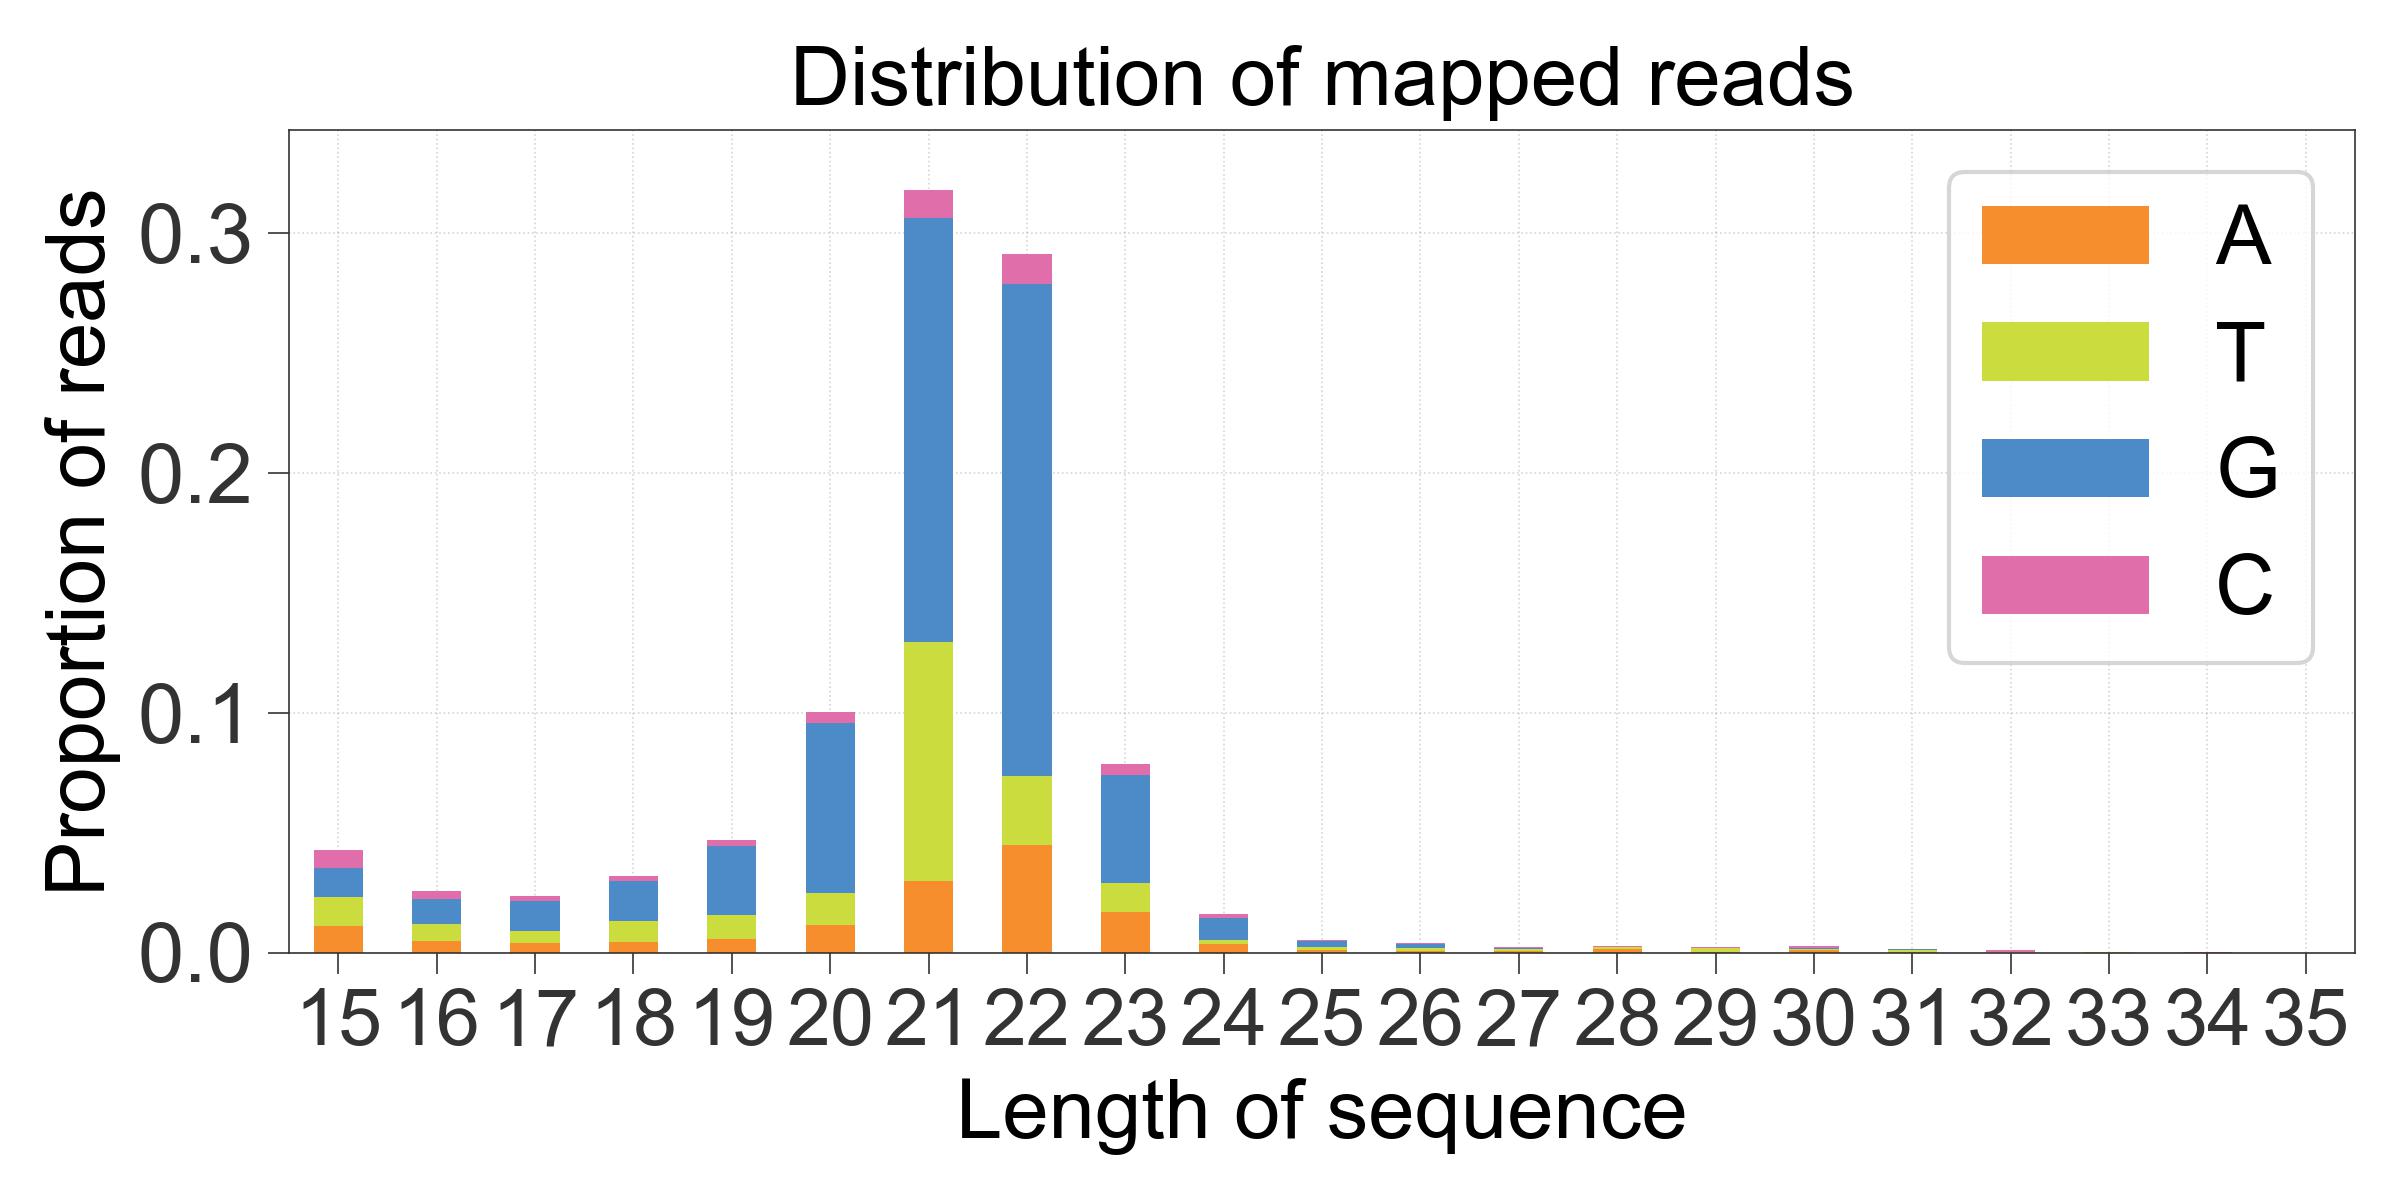 Distribution of mapped reads
Proportion of reads
0.3
0.2
0.1
0.0
A
T
G
C
15 16 17 18 19 20 21 22 23 24 25 26 27 28 29 30 31 32 33 34 35
Length of sequence